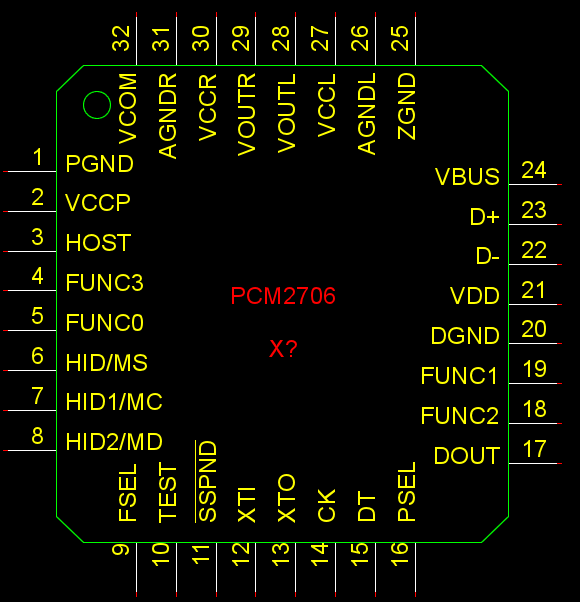 32 31 30 29 28 27 26 25
VCOM AGNDR VCCR VOUTR VOUTL VCCL AGNDL ZGND
1 PGND
2 VCCP
3 HOST
4 FUNC3
5 FUNC0
6 HID/MS
7 HID1/MC
8 HID2/MD
PCM2706
X?
VBUS 24
D+ 23
D- 22
VDD 21
DGND 20
FUNC1 19
FUNC2 18
DOUT 17
FSEL TEST SSPND XTI XTO CK DT PSEL
9 10 11 12 13 14 15 16